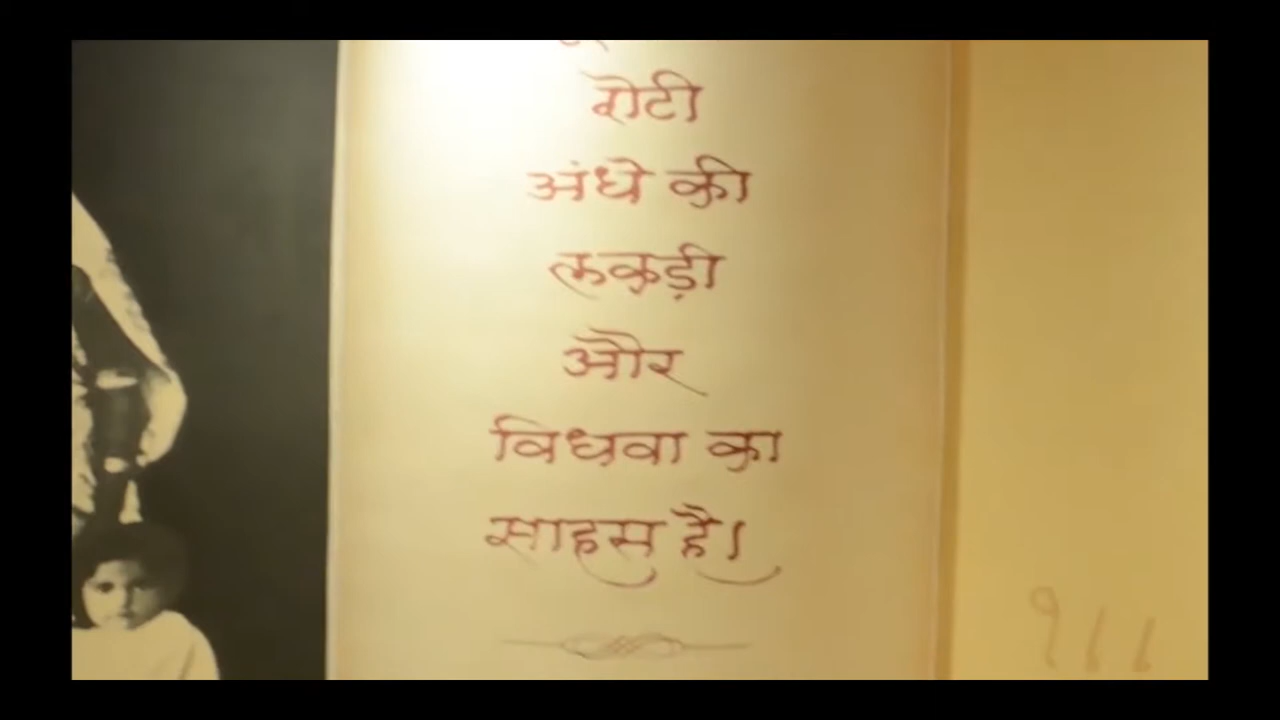 रोटी
अंधे की
लकड़ी
और
विधवा का
साहस है।